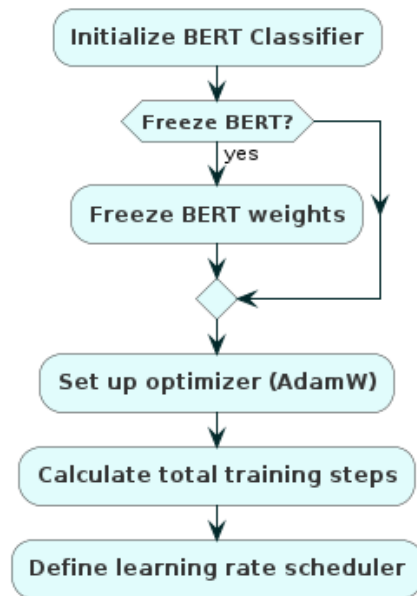 Initialize BERT Classifier
Freeze BERT?
yes
Freeze BERT weights
Set up optimizer (AdamW)
Calculate total training steps
Define learning rate scheduler